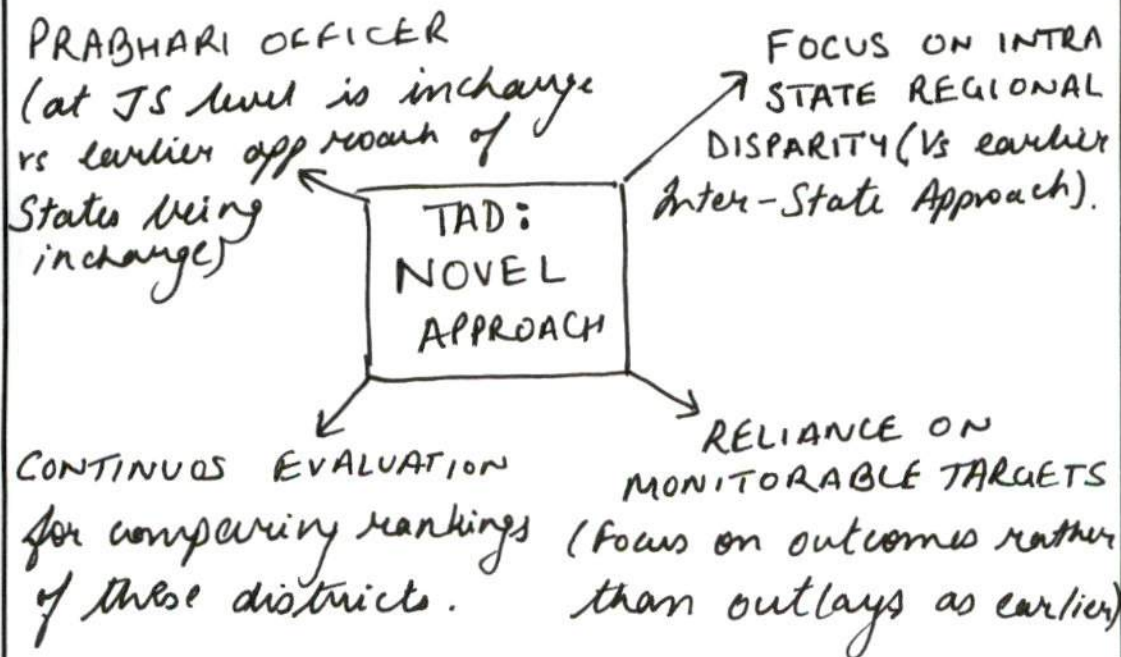 PRABHARI OFFICER
(at JS level is incharge
vs earlier approach of
States being
incharge)
FOCUS ON INTRA
STATE REGIONAL
DISPARITY (Vs earlier
Inter-State Approach).
TAD:
NOVEL
APPROACH
CONTINUOS EVALUATION
for comparing rankings
of these districts.
RELIANCE ON
MONITORABLE TARGETS
(Focus on outcomes rather
than outlays as earlier)